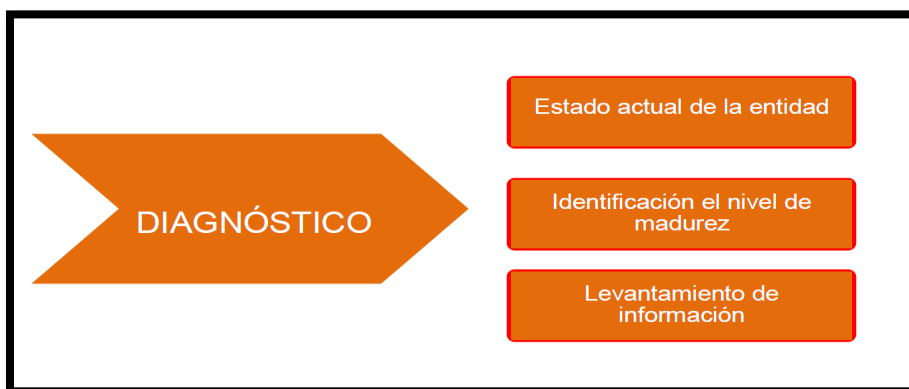 DIAGNÓSTICO
Estado actual de la entidad
Identificación el nivel de
madurez
Levantamiento de
información